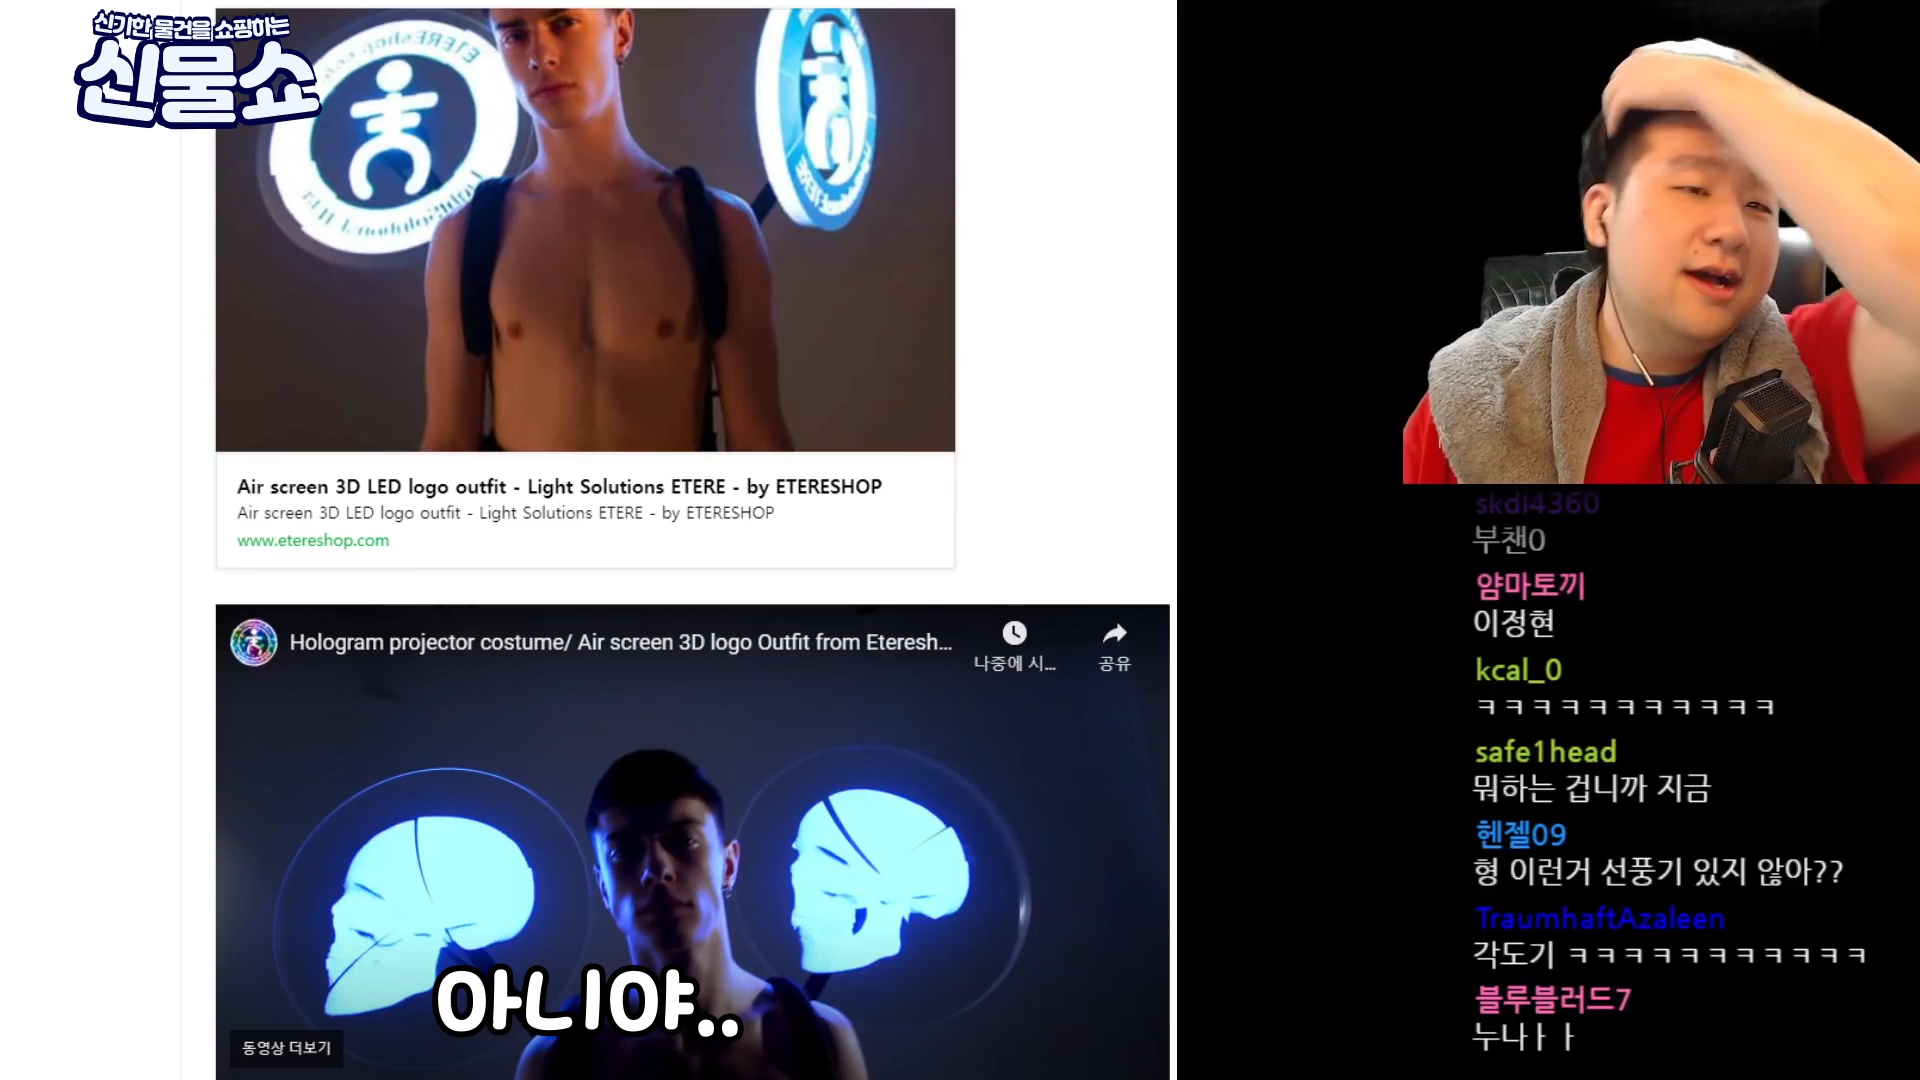 신기한 물건을 쇼핑하는
신물쇼
ETEREshop
Air screen 3D LED logo outfit - Light Solutions ETERE - by ETERESHOP
Air screen 3D LED logo outfit - Light Solutions ETERE - by ETERESHOP
www.etereshop.com
Hologram projector costume/ Air screen 3D logo Outfit from Eteresh...
나중에 시...
공유
아니야..
동영상 더보기
skdl4360
부챈0
얌마토끼
이정현
kcal_0
ㅋㅋㅋㅋㅋㅋㅋㅋㅋㅋㅋ
safe1head
뭐하는 겁니까 지금
헨젤09
형 이런거 선풍기 있지 않아??
TraumhaftAzaleen
각도기 ㅋㅋㅋㅋㅋㅋㅋㅋㅋㅋㅋ
블루블러드7
누나ㅏㅏ